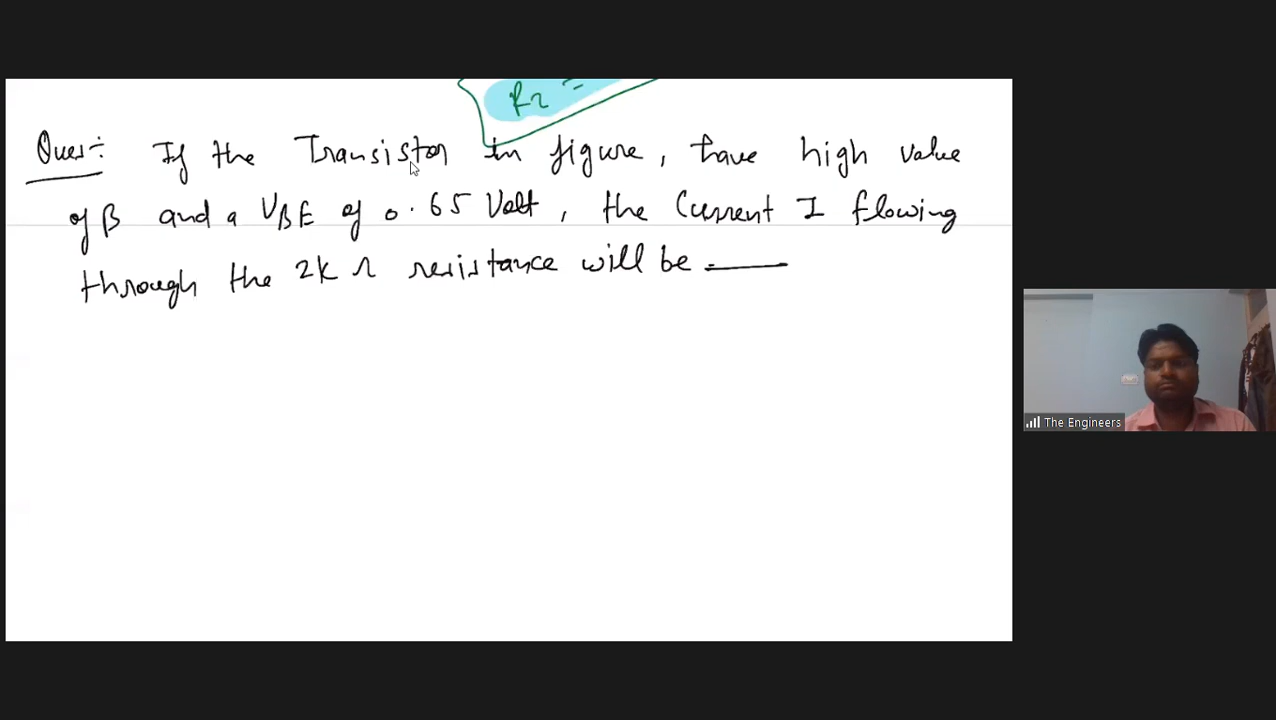 R2 =
Ques:- If the Transistor in figure, have high value
of β and a VBE of 0.65 Volt, the Current I flowing
through the 2K Ω resistance will be ____
The Engineers